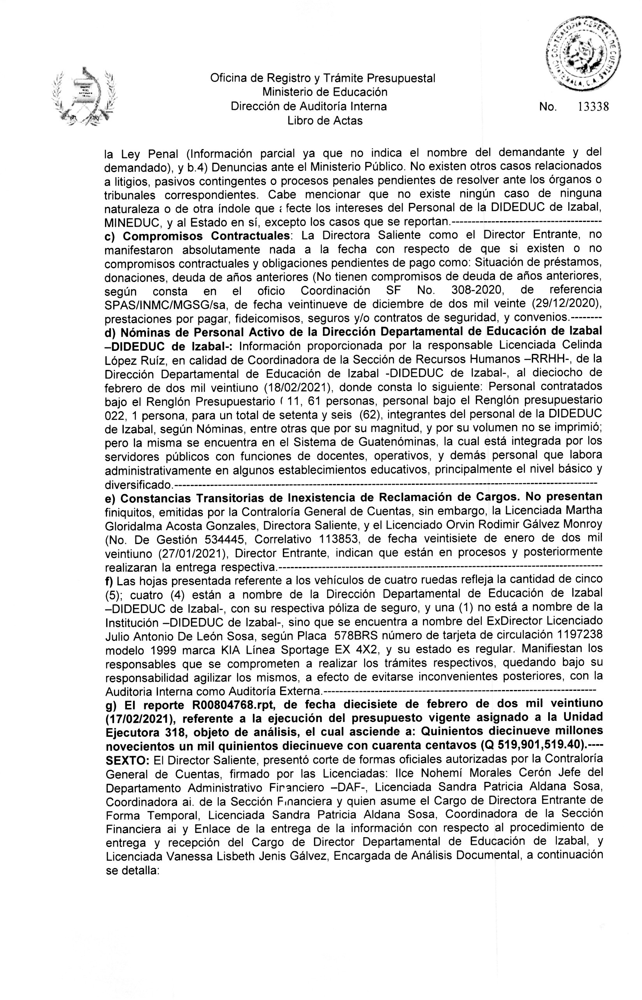 CONTRALORIA GENERAL DE CUENTAS
GUATEMALA, C.A.
Oficina de Registro y Trámite Presupuestal
Ministerio de Educación
Dirección de Auditoría Interna
Libro de Actas
No. 13338
la Ley Penal (Información parcial ya que no indica el nombre del demandante y del
demandado), y b.4) Denuncias ante el Ministerio Público. No existen otros casos relacionados
a litigios, pasivos contingentes o procesos penales pendientes de resolver ante los órganos o
tribunales correspondientes. Cabe mencionar que no existe ningún caso de ninguna
naturaleza o de otra índole que afecte los intereses del Personal de la DIDEDUC de Izabal,
MINEDUC, y al Estado en sí, excepto los casos que se reportan.--------------------------------------
c) Compromisos Contractuales: La Directora Saliente como el Director Entrante, no
manifestaron absolutamente nada a la fecha con respecto de que si existen o no
compromisos contractuales y obligaciones pendientes de pago como: Situación de préstamos,
donaciones, deuda de años anteriores (No tienen compromisos de deuda de años anteriores,
según consta en el oficio Coordinación SF No. 308-2020, de referencia
SPAS/INMC/MGSG/sa, de fecha veintinueve de diciembre de dos mil veinte (29/12/2020),
prestaciones por pagar, fideicomisos, seguros y/o contratos de seguridad, y convenios.--------
d) Nóminas de Personal Activo de la Dirección Departamental de Educación de Izabal
–DIDEDUC de Izabal-: Información proporcionada por la responsable Licenciada Celinda
López Ruíz, en calidad de Coordinadora de la Sección de Recursos Humanos –RRHH-, de la
Dirección Departamental de Educación de Izabal -DIDEDUC de Izabal-, al dieciocho de
febrero de dos mil veintiuno (18/02/2021), donde consta lo siguiente: Personal contratados
bajo el Renglón Presupuestario 011, 61 personas, personal bajo el Renglón presupuestario
022, 1 persona, para un total de setenta y seis (62), integrantes del personal de la DIDEDUC
de Izabal, según Nóminas, entre otras que por su magnitud, y por su volumen no se imprimió;
pero la misma se encuentra en el Sistema de Guatenóminas, la cual está integrada por los
servidores públicos con funciones de docentes, operativos, y demás personal que labora
administrativamente en algunos establecimientos educativos, principalmente el nivel básico y
diversificado.-----------------------------------------------------------------------------------------------------------
e) Constancias Transitorias de Inexistencia de Reclamación de Cargos. No presentan
finiquitos, emitidas por la Contraloría General de Cuentas, sin embargo, la Licenciada Martha
Gloridalma Acosta Gonzales, Directora Saliente, y el Licenciado Orvin Rodimir Gálvez Monroy
(No. De Gestión 534445, Correlativo 113853, de fecha veintisiete de enero de dos mil
veintiuno (27/01/2021), Director Entrante, indican que están en procesos y posteriormente
realizaran la entrega respectiva.----------------------------------------------------------------------------------
f) Las hojas presentada referente a los vehículos de cuatro ruedas refleja la cantidad de cinco
(5); cuatro (4) están a nombre de la Dirección Departamental de Educación de Izabal
–DIDEDUC de Izabal-, con su respectiva póliza de seguro, y una (1) no está a nombre de la
Institución –DIDEDUC de Izabal-, sino que se encuentra a nombre del ExDirector Licenciado
Julio Antonio De León Sosa, según Placa 578BRS número de tarjeta de circulación 1197238
modelo 1999 marca KIA Línea Sportage EX 4X2, y su estado es regular. Manifiestan los
responsables que se comprometen a realizar los trámites respectivos, quedando bajo su
responsabilidad agilizar los mismos, a efecto de evitarse inconvenientes posteriores, con la
Auditoria Interna como Auditoría Externa.---------------------------------------------------------------------
g) El reporte R00804768.rpt, de fecha diecisiete de febrero de dos mil veintiuno
(17/02/2021), referente a la ejecución del presupuesto vigente asignado a la Unidad
Ejecutora 318, objeto de análisis, el cual asciende a: Quinientos diecinueve millones
novecientos un mil quinientos diecinueve con cuarenta centavos (Q 519,901,519.40).----
SEXTO: El Director Saliente, presentó corte de formas oficiales autorizadas por la Contraloría
General de Cuentas, firmado por las Licenciadas: Ilce Nohemí Morales Cerón Jefe del
Departamento Administrativo Financiero –DAF-, Licenciada Sandra Patricia Aldana Sosa,
Coordinadora ai. de la Sección Financiera y quien asume el Cargo de Directora Entrante de
Forma Temporal, Licenciada Sandra Patricia Aldana Sosa, Coordinadora de la Sección
Financiera ai y Enlace de la entrega de la información con respecto al procedimiento de
entrega y recepción del Cargo de Director Departamental de Educación de Izabal, y
Licenciada Vanessa Lisbeth Jenis Gálvez, Encargada de Análisis Documental, a continuación
se detalla: